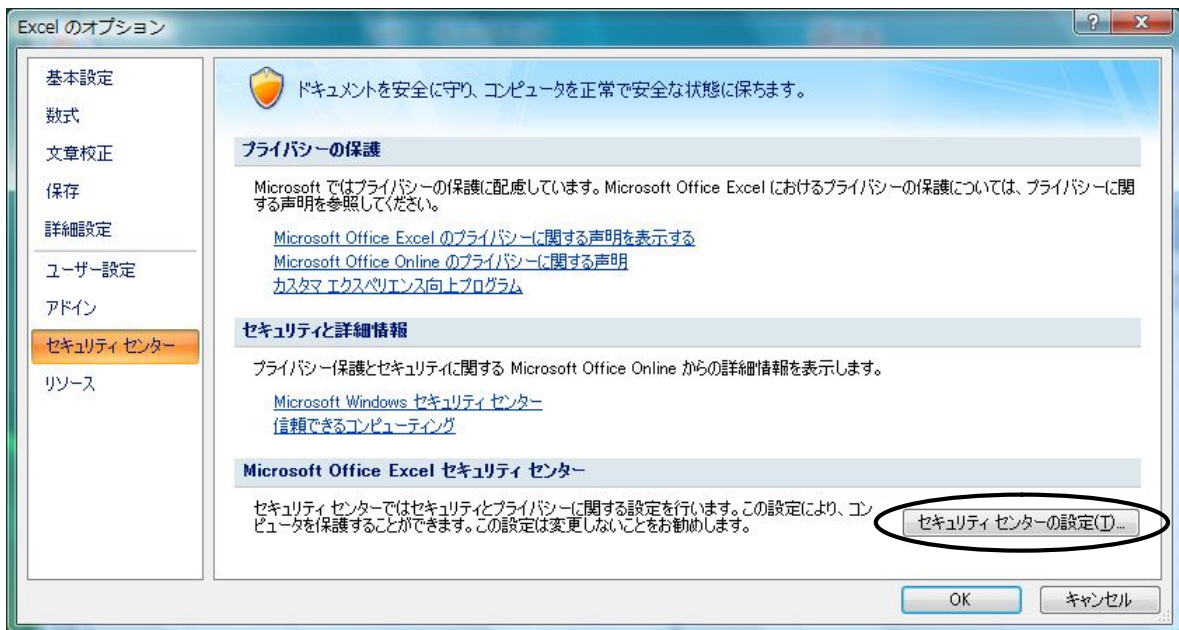 Excel のオプション
基本設定
数式
文章校正
保存
詳細設定
ユーザー設定
アドイン
セキュリティ センター
リソース
ドキュメントを安全に守り、コンピュータを正常で安全な状態に保ちます。
プライバシーの保護
Microsoft ではプライバシーの保護に配慮しています。Microsoft Office Excel におけるプライバシーの保護については、プライバシーに関
する声明を参照してください。
Microsoft Office Excel のプライバシーに関する声明を表示する
Microsoft Office Online のプライバシーに関する声明
カスタマ エクスペリエンス向上プログラム
セキュリティと詳細情報
プライバシー保護とセキュリティに関する Microsoft Office Online からの詳細情報を表示します。
Microsoft Windows セキュリティ センター
信頼できるコンピューティング
Microsoft Office Excel セキュリティ センター
セキュリティ センターではセキュリティとプライバシーに関する設定を行います。この設定により、コン
ピュータを保護することができます。この設定は変更しないことをお勧めします。
セキュリティ センターの設定(T)...
OK
キャンセル